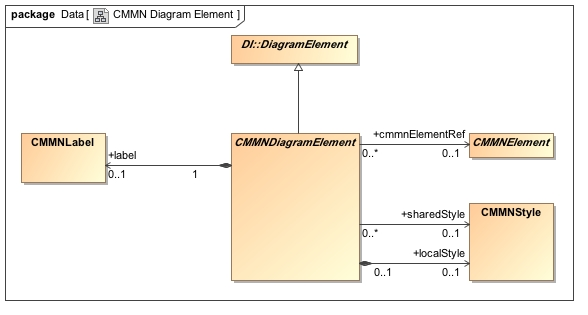 package Data[ CMMN Diagram Element ]
DI::DiagramElement
CMMNLabel
+label
0..1
1
CMMNDiagramElement
+cmmnElementRef
0..*
0..1
CMMNElement
+sharedStyle
0..*
0..1
CMMNStyle
+localStyle
0..1
0..1